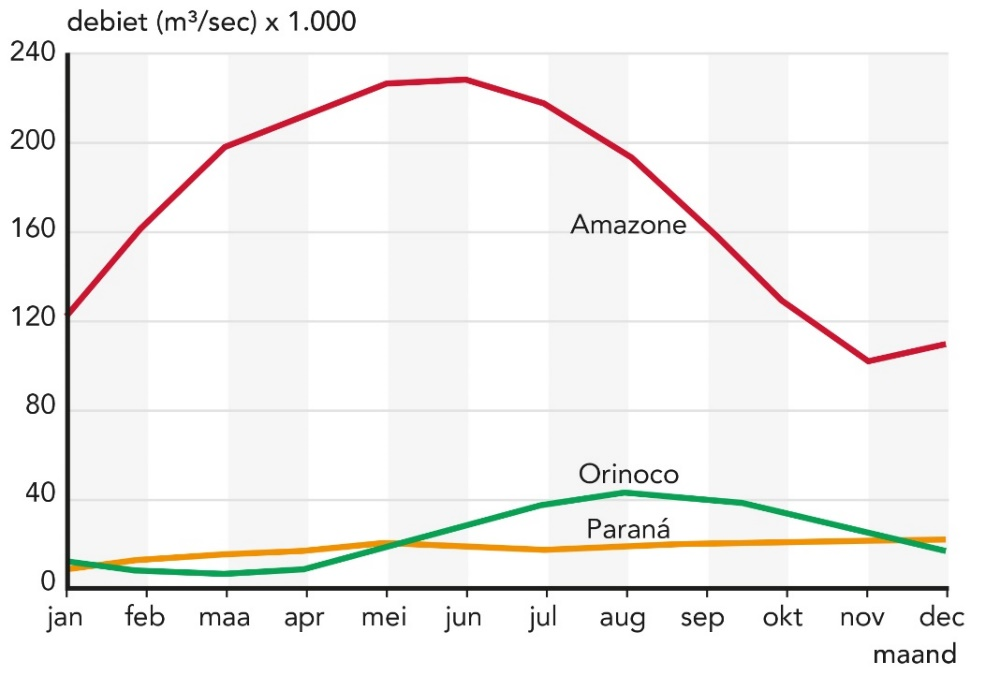 debiet (m³/sec) x 1.000
240
200
160
120
80
40
0
Amazone
Orinoco
Paraná
jan feb maa apr mei jun jul aug sep okt nov dec
maand